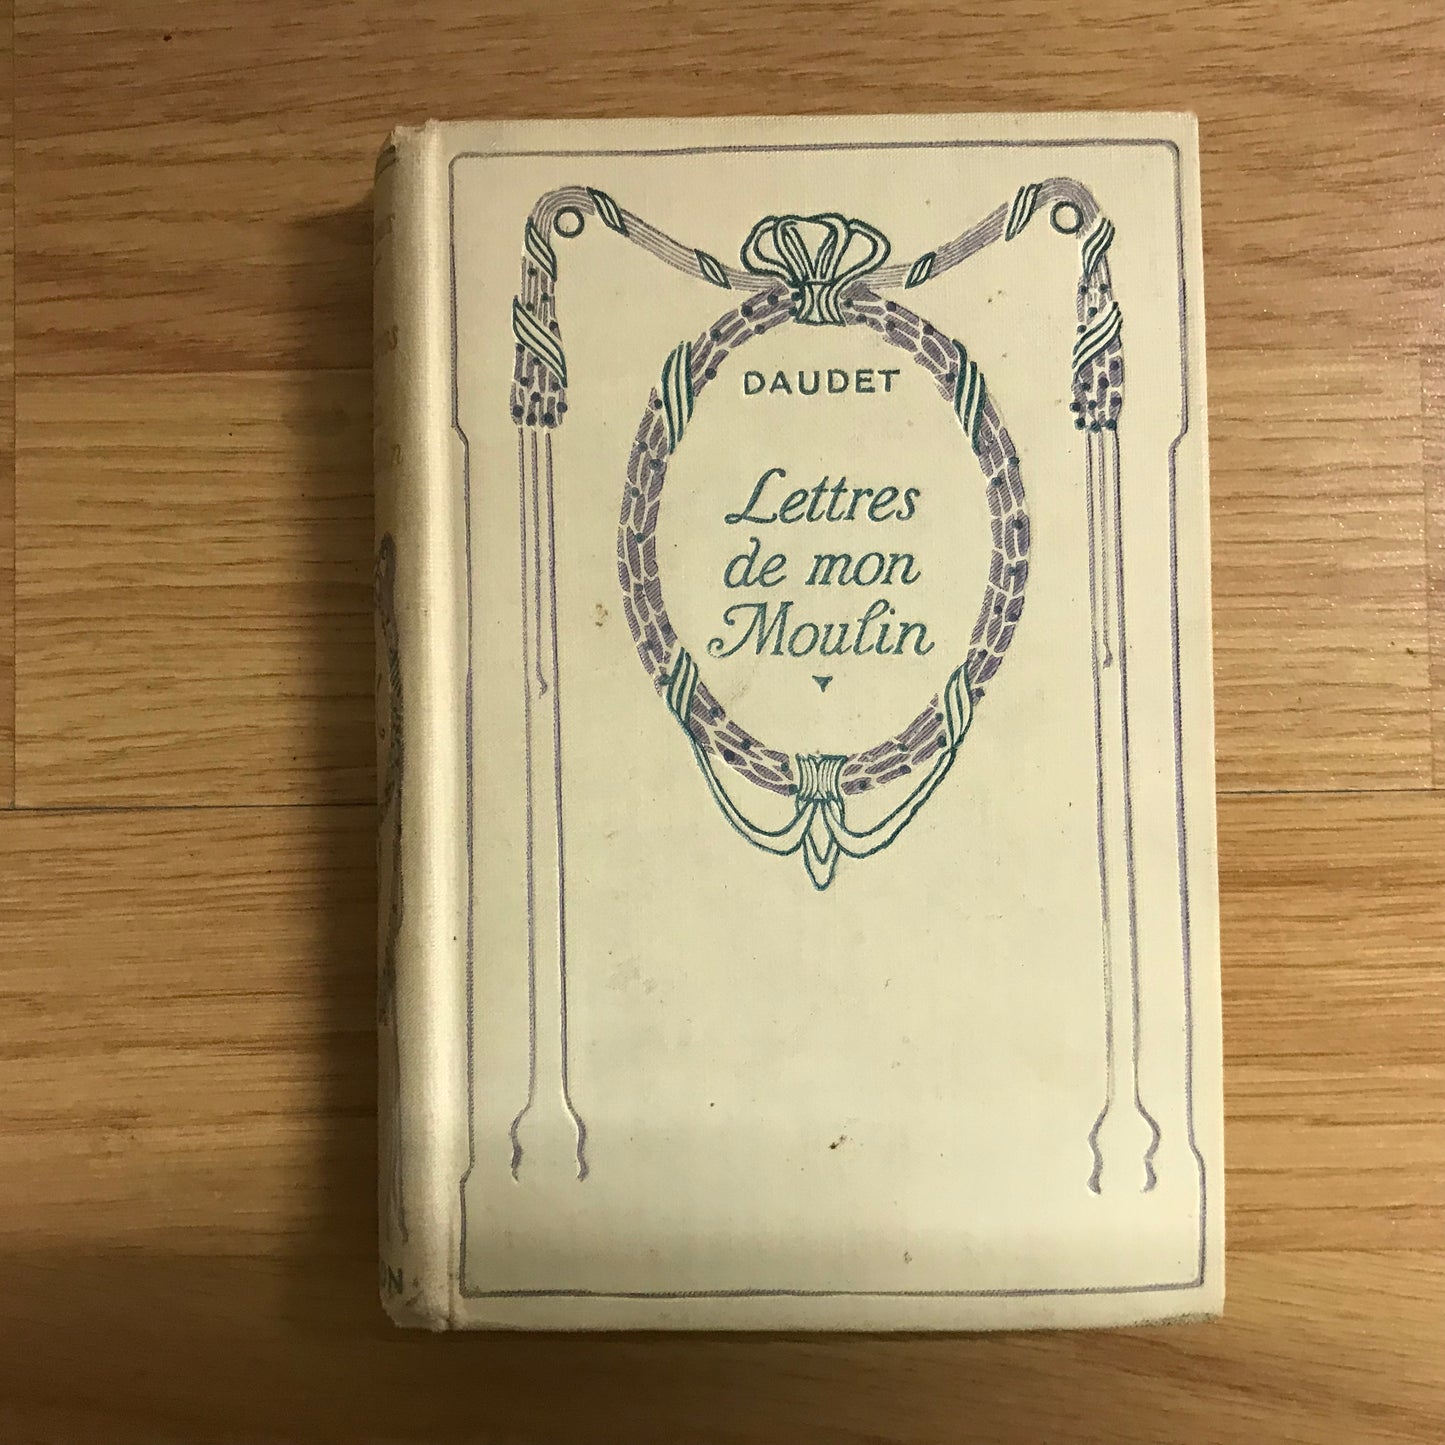 DAUDET
Lettres
de mon
Moulin